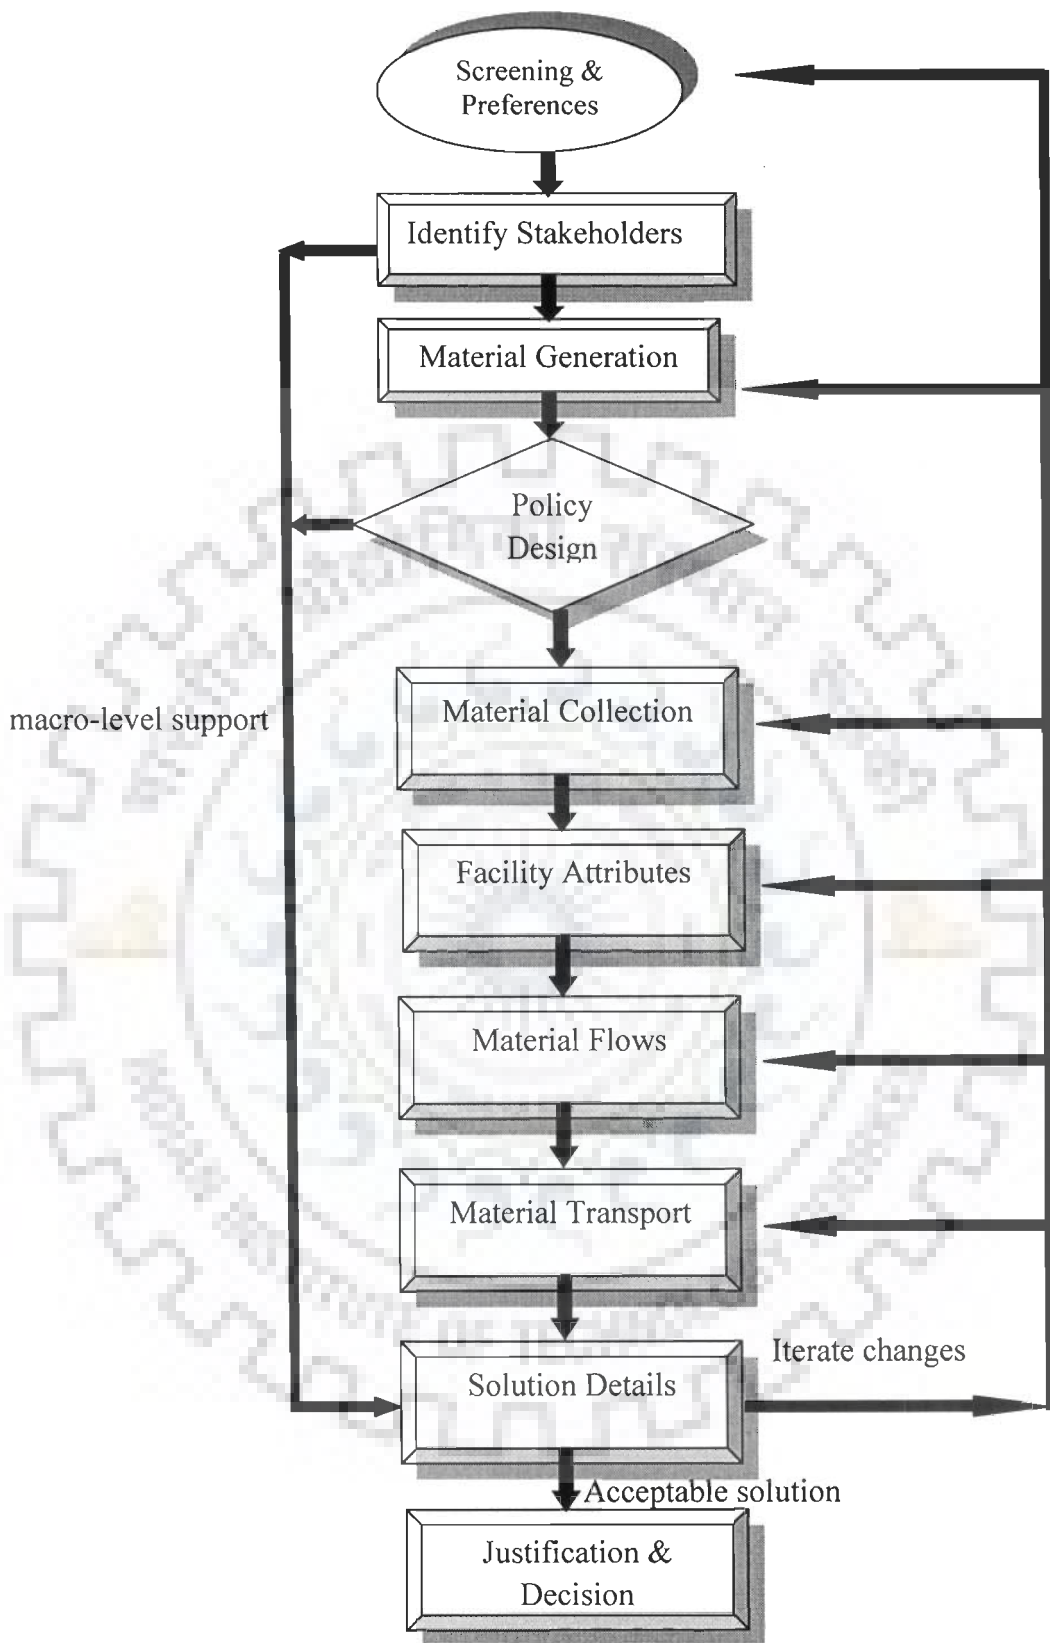 Screening &
Preferences
Identify Stakeholders
Material Generation
Policy
Design
macro-level support
Material Collection
Facility Attributes
Material Flows
Material Transport
Iterate changes
Solution Details
Acceptable solution
Justification &
Decision